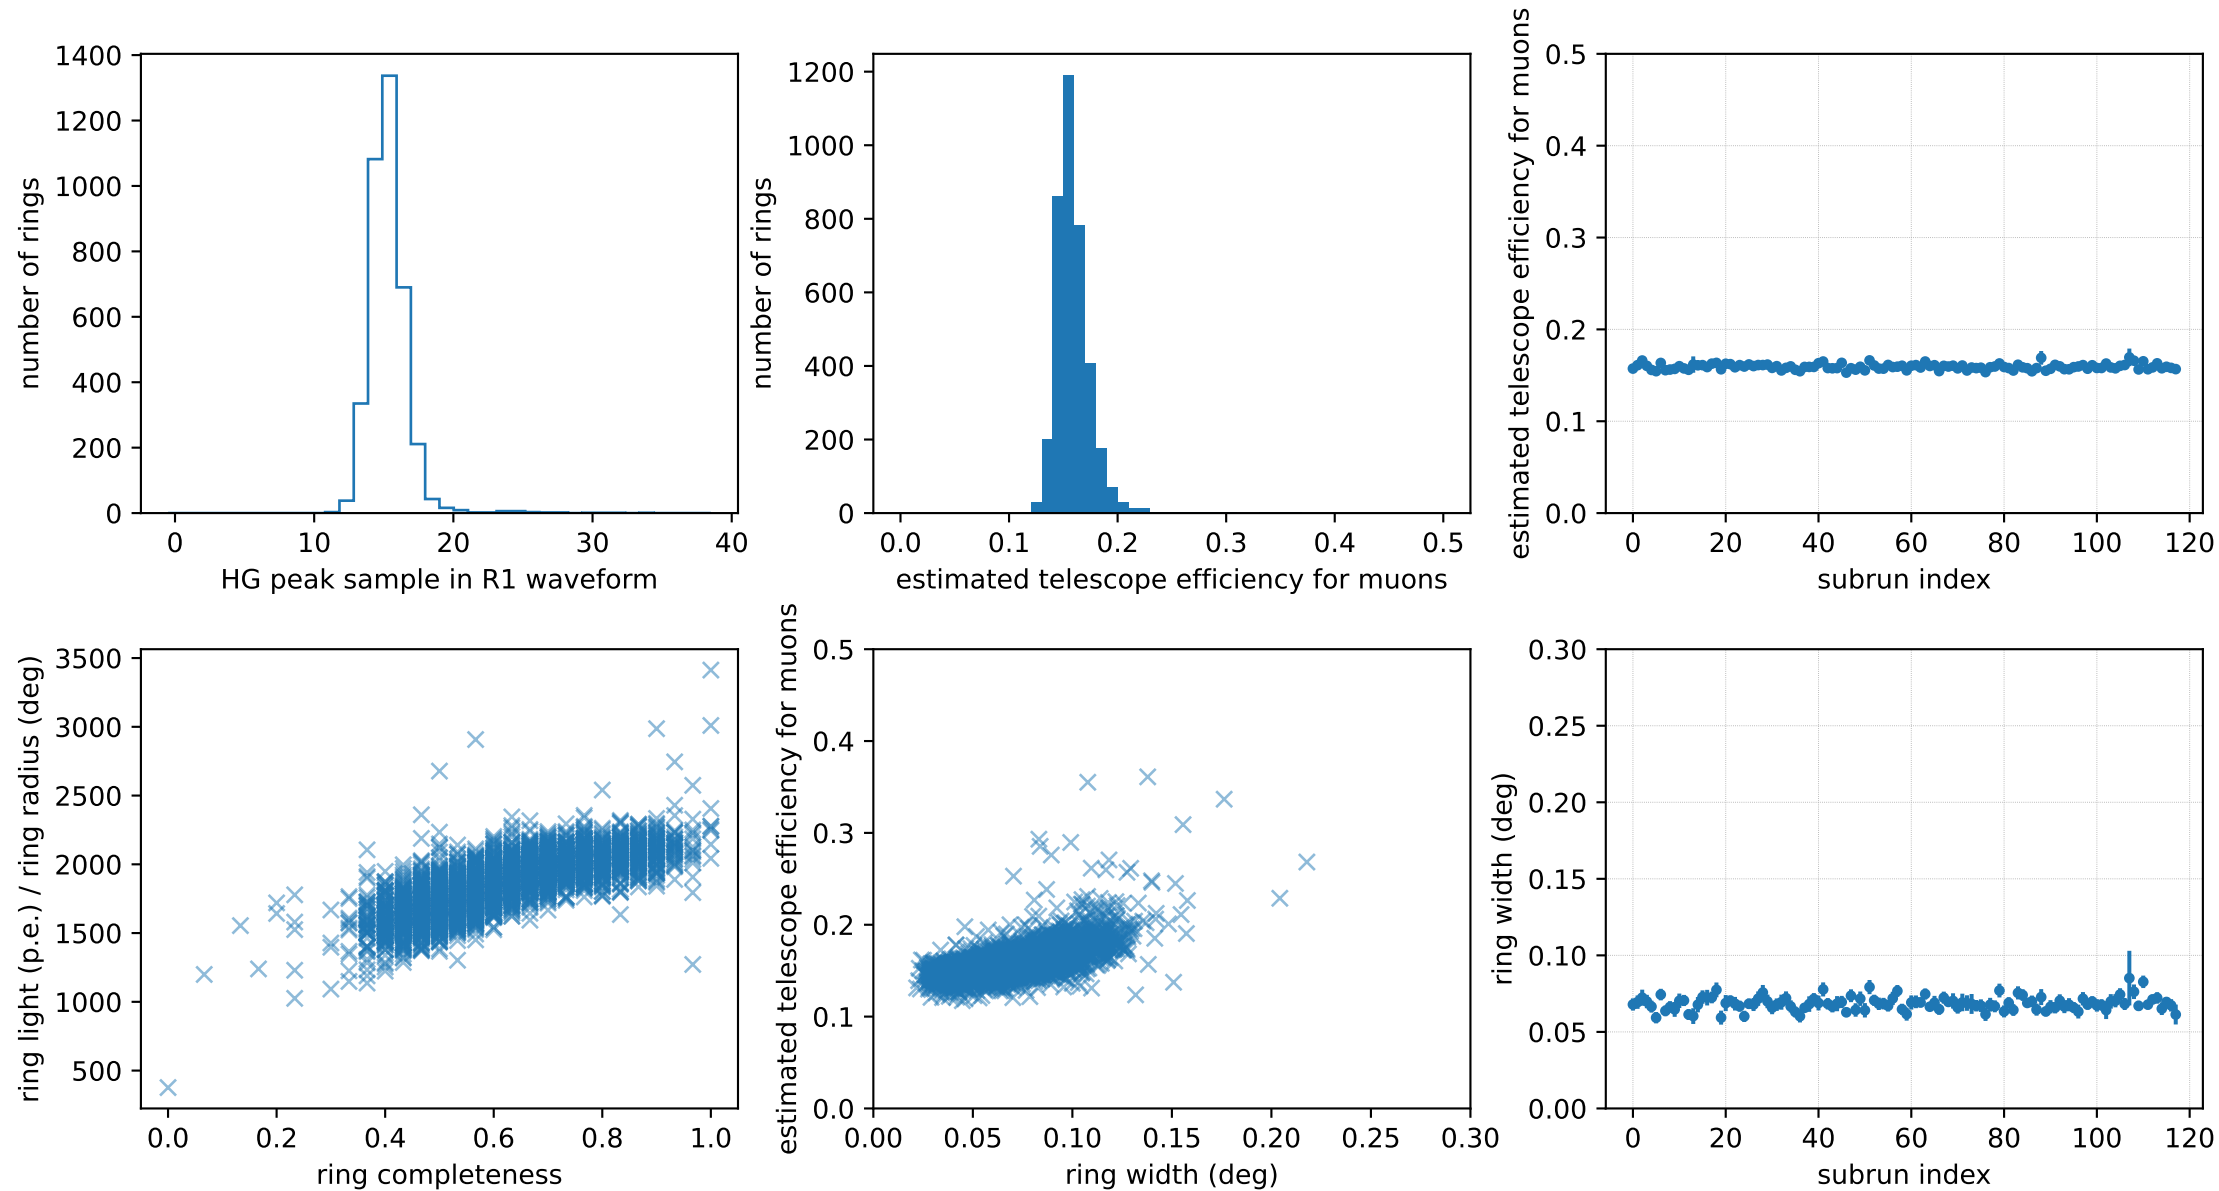 1400
1200
1000
800
600
400
200
0
number of rings
0 10 20 30 40
HG peak sample in R1 waveform
1200
1000
800
600
400
200
0
number of rings
0.0 0.1 0.2 0.3 0.4 0.5
estimated telescope efficiency for muons
0.5
0.4
0.3
0.2
0.1
0.0
estimated telescope efficiency for muons
0 20 40 60 80 100 120
subrun index
3500
3000
2500
2000
1500
1000
500
ring light (p.e.) / ring radius (deg)
0.0 0.2 0.4 0.6 0.8 1.0
ring completeness
0.5
0.4
0.3
0.2
0.1
0.0
estimated telescope efficiency for muons
0.00 0.05 0.10 0.15 0.20 0.25 0.30
ring width (deg)
0.30
0.25
0.20
0.15
0.10
0.05
0.00
ring width (deg)
0 20 40 60 80 100 120
subrun index